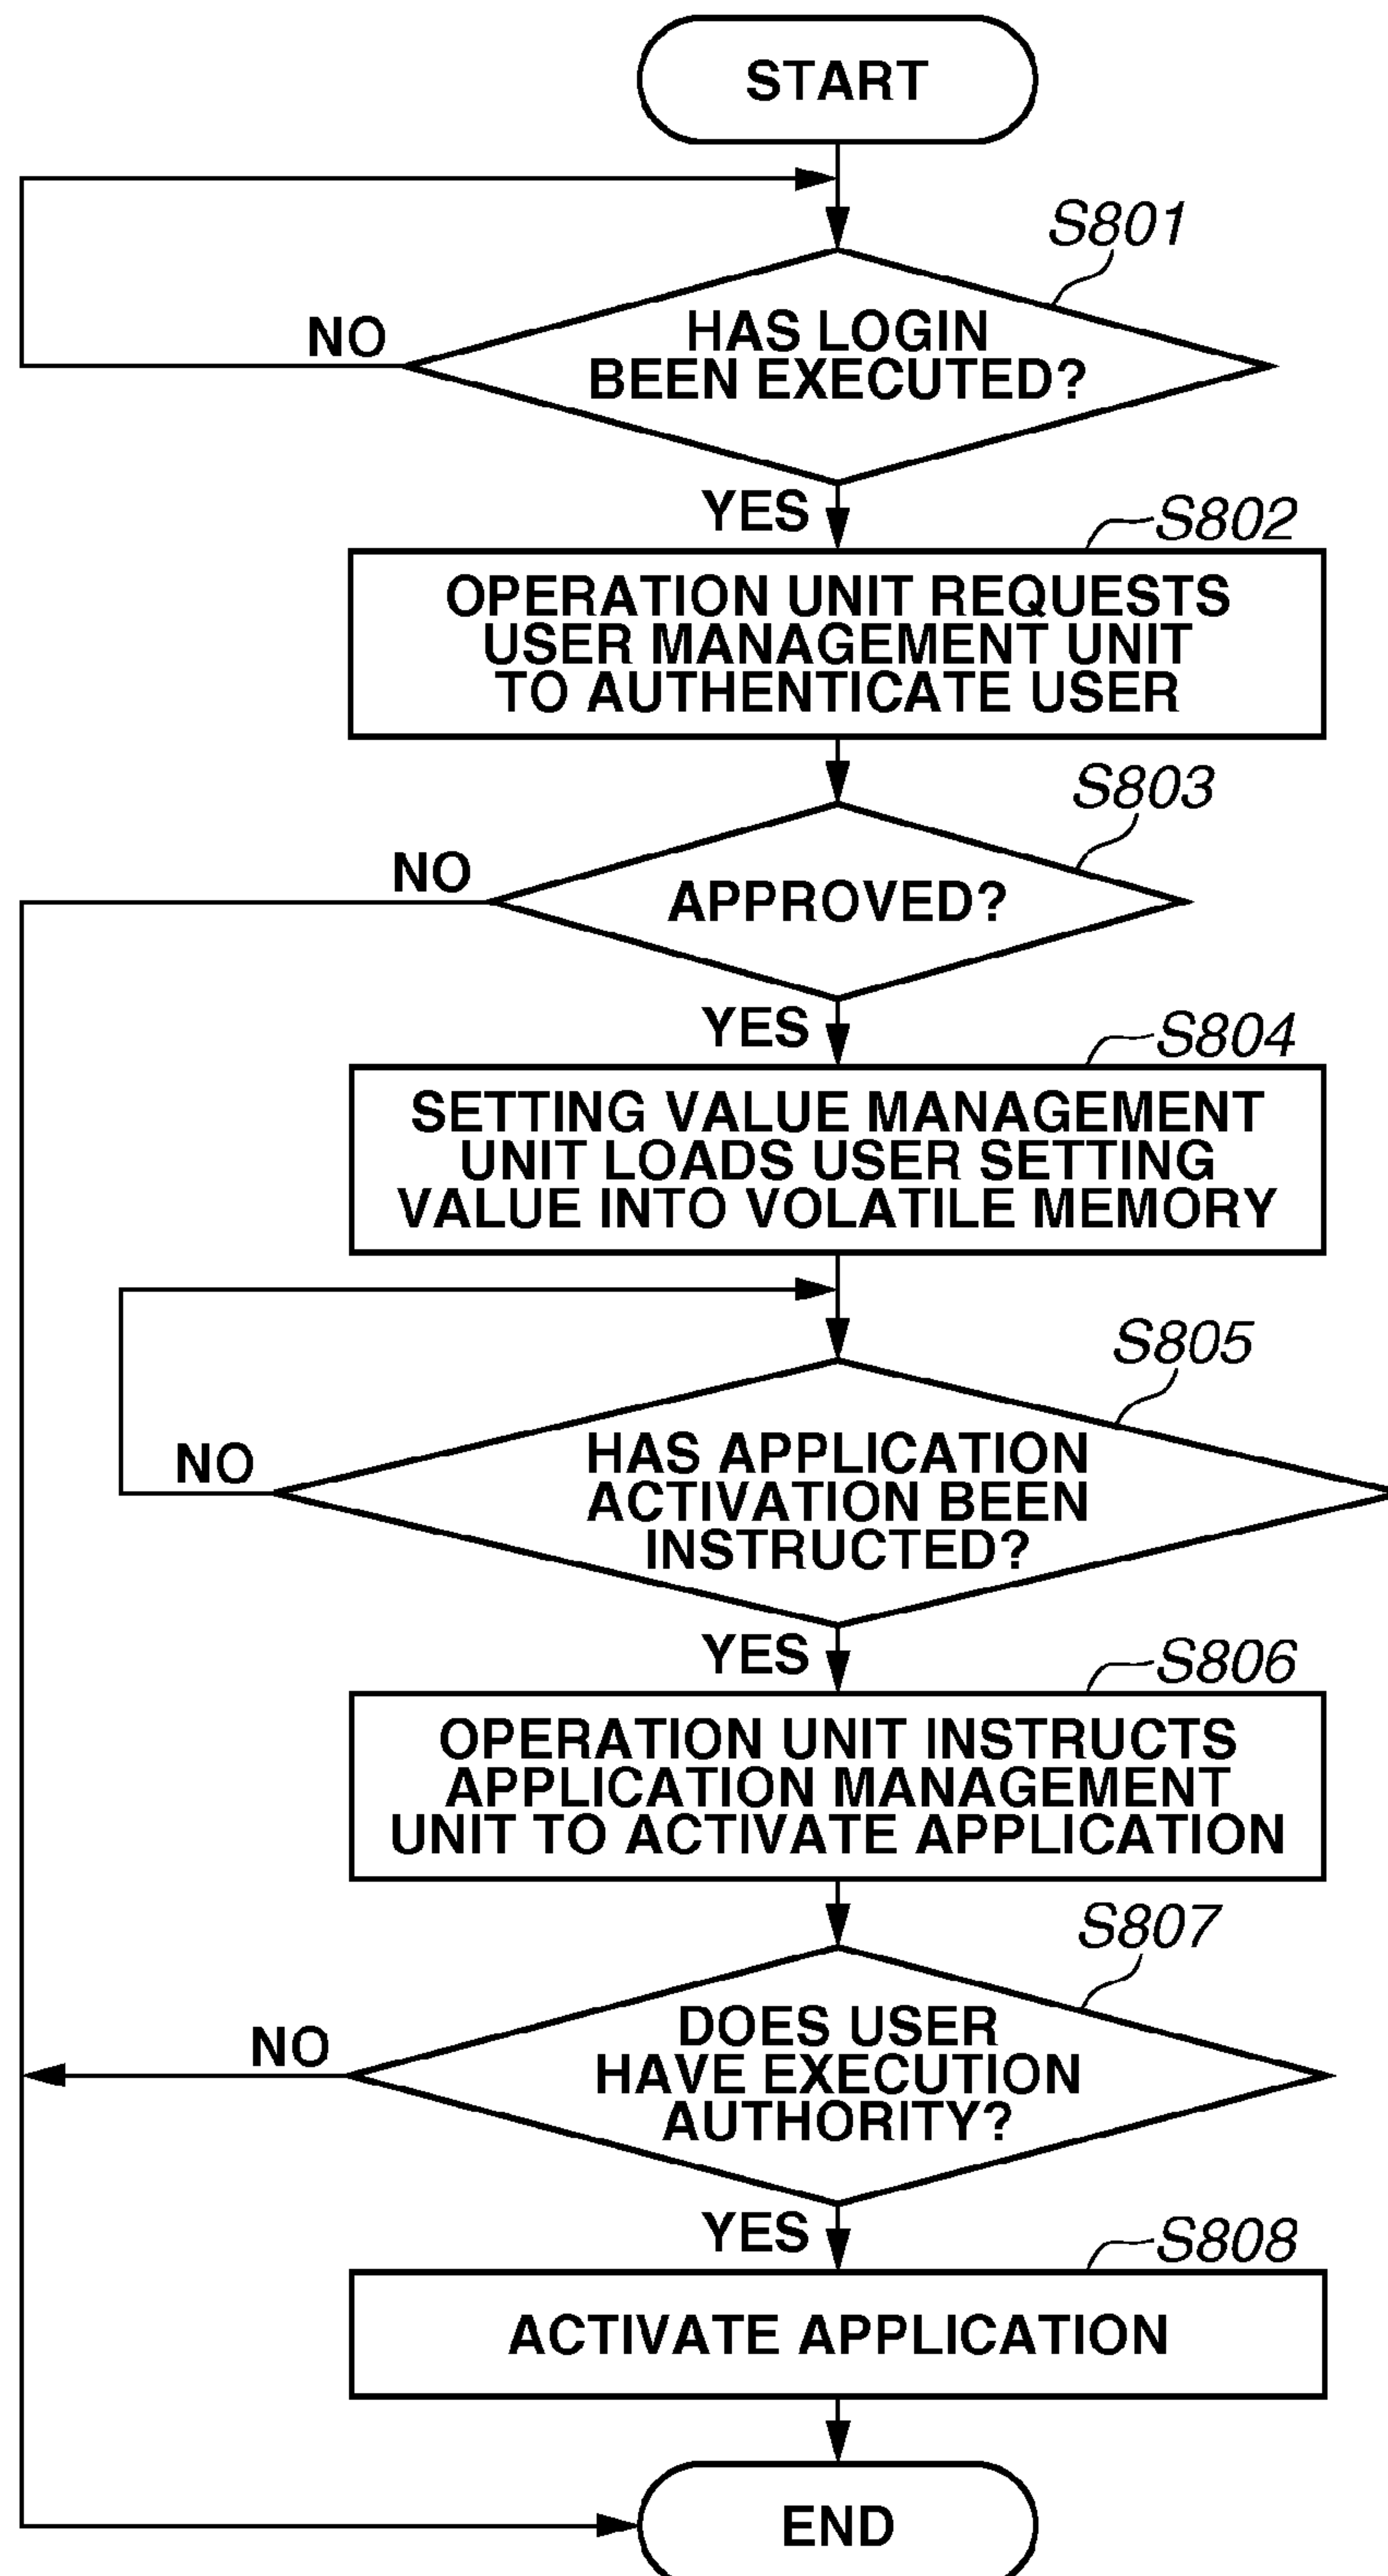 START
S801
HAS LOGIN
BEEN EXECUTED?
NO
YES
S802
OPERATION UNIT REQUESTS
USER MANAGEMENT UNIT
TO AUTHENTICATE USER
S803
NO
APPROVED?
YES
S804
SETTING VALUE MANAGEMENT
UNIT LOADS USER SETTING
VALUE INTO VOLATILE MEMORY
S805
NO
HAS APPLICATION
ACTIVATION BEEN
INSTRUCTED?
YES
S806
OPERATION UNIT INSTRUCTS
APPLICATION MANAGEMENT
UNIT TO ACTIVATE APPLICATION
S807
NO
DOES USER
HAVE EXECUTION
AUTHORITY?
YES
S808
ACTIVATE APPLICATION
END